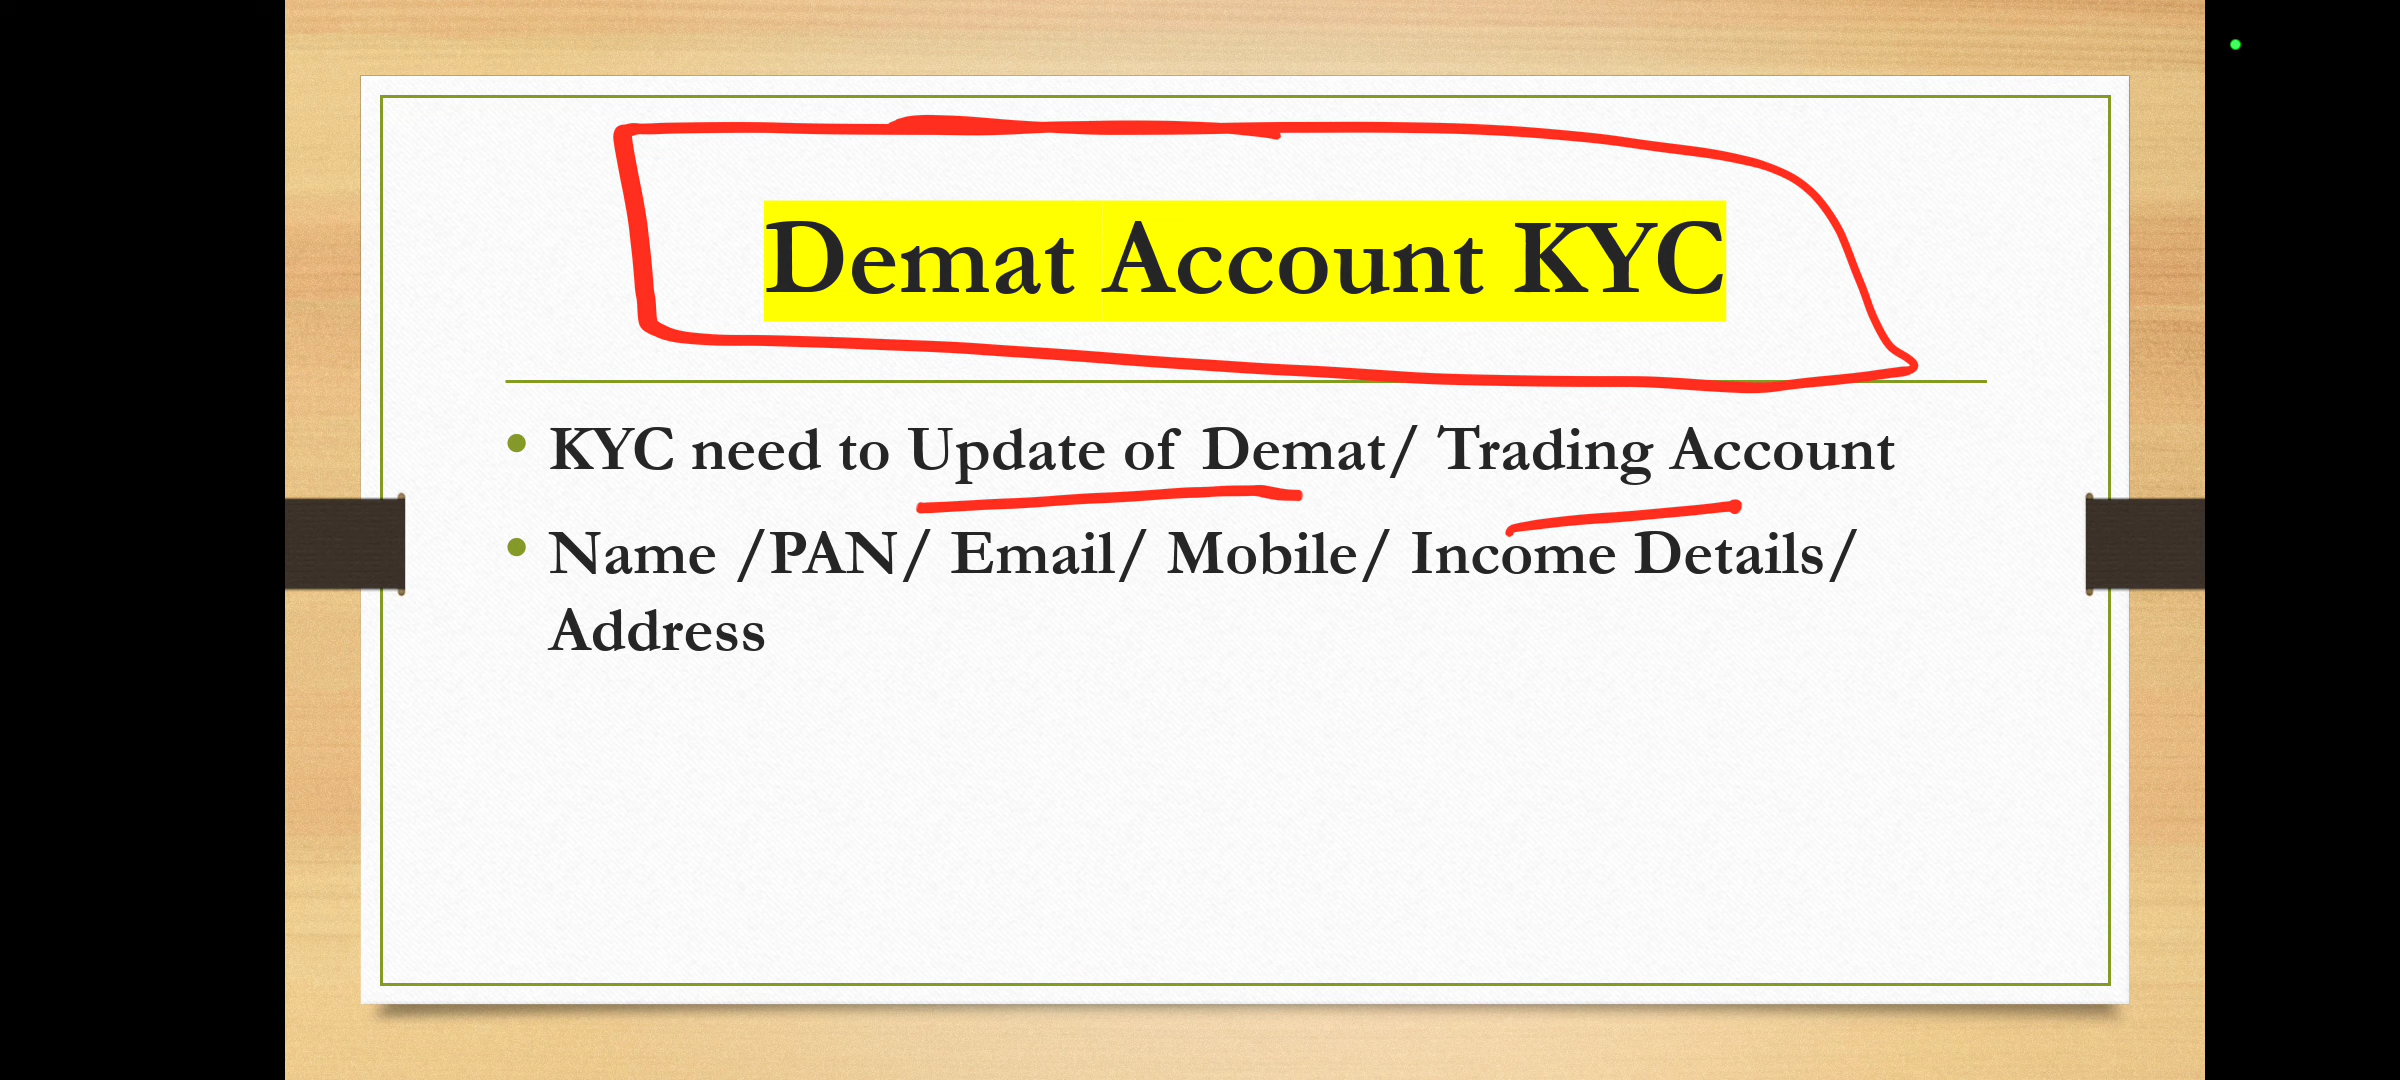 Demat Account KYC
KYC need to Update of Demat/ Trading Account
Name /PAN/ Email/ Mobile/ Income Details/
Address